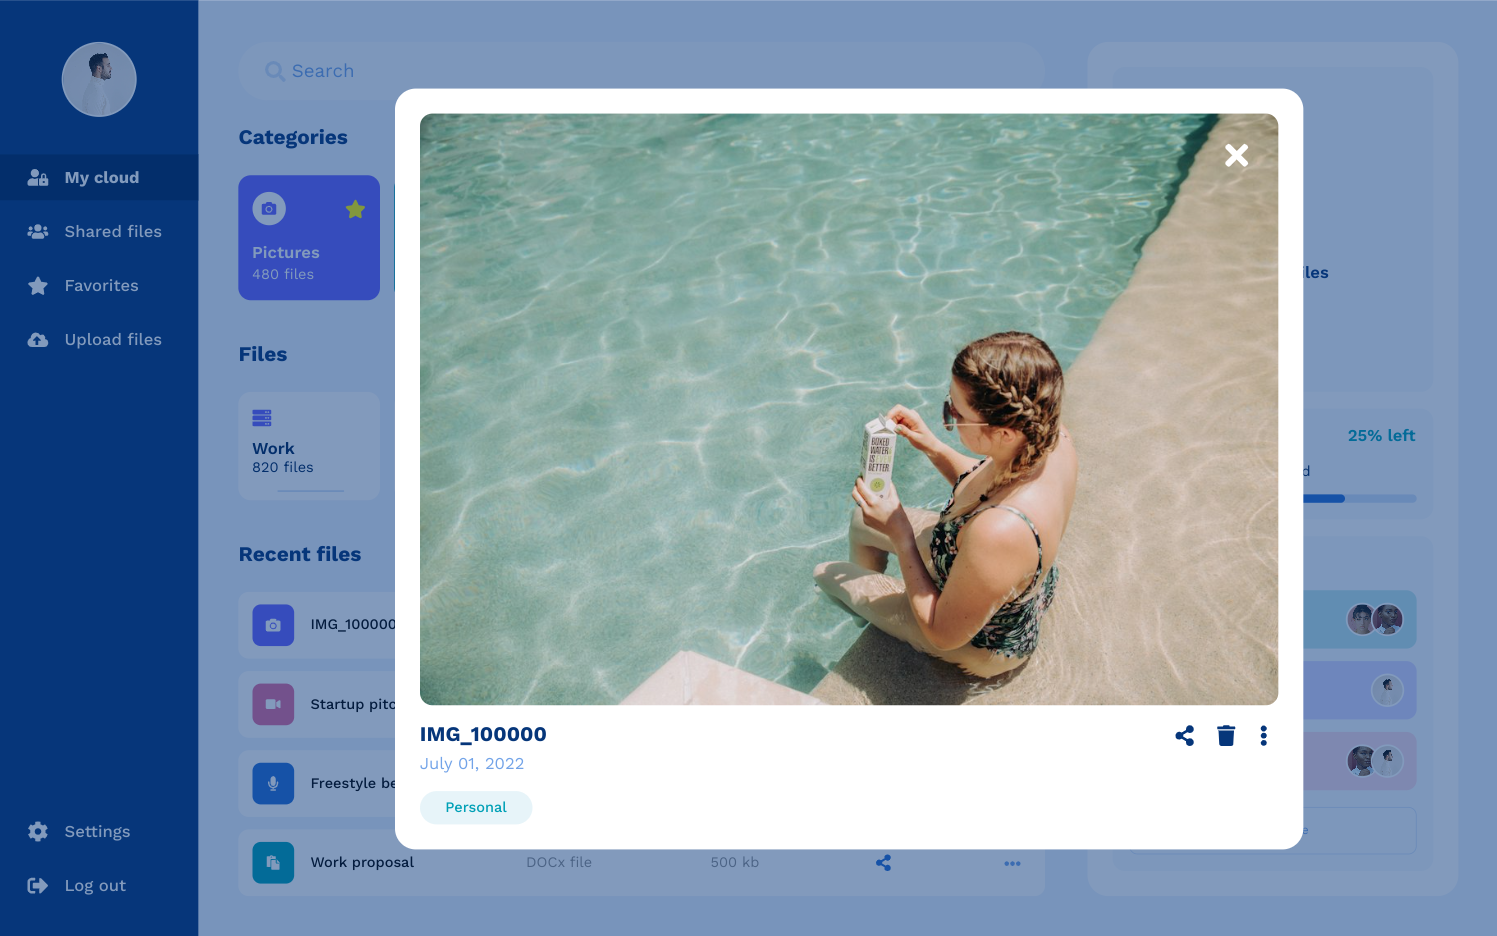 Search
Categories
My cloud
Shared files
Favorites
Upload files
Pictures
480 files
Files
Work
820 files
Recent files
IMG_100000
Startup pitc
Freestyle be
Work proposal
DOCx file
500 kb
Settings
Log out
iles
25% left
d
e
BOXED
WATER
IS
BETTER
IMG_100000
July 01, 2022
Personal